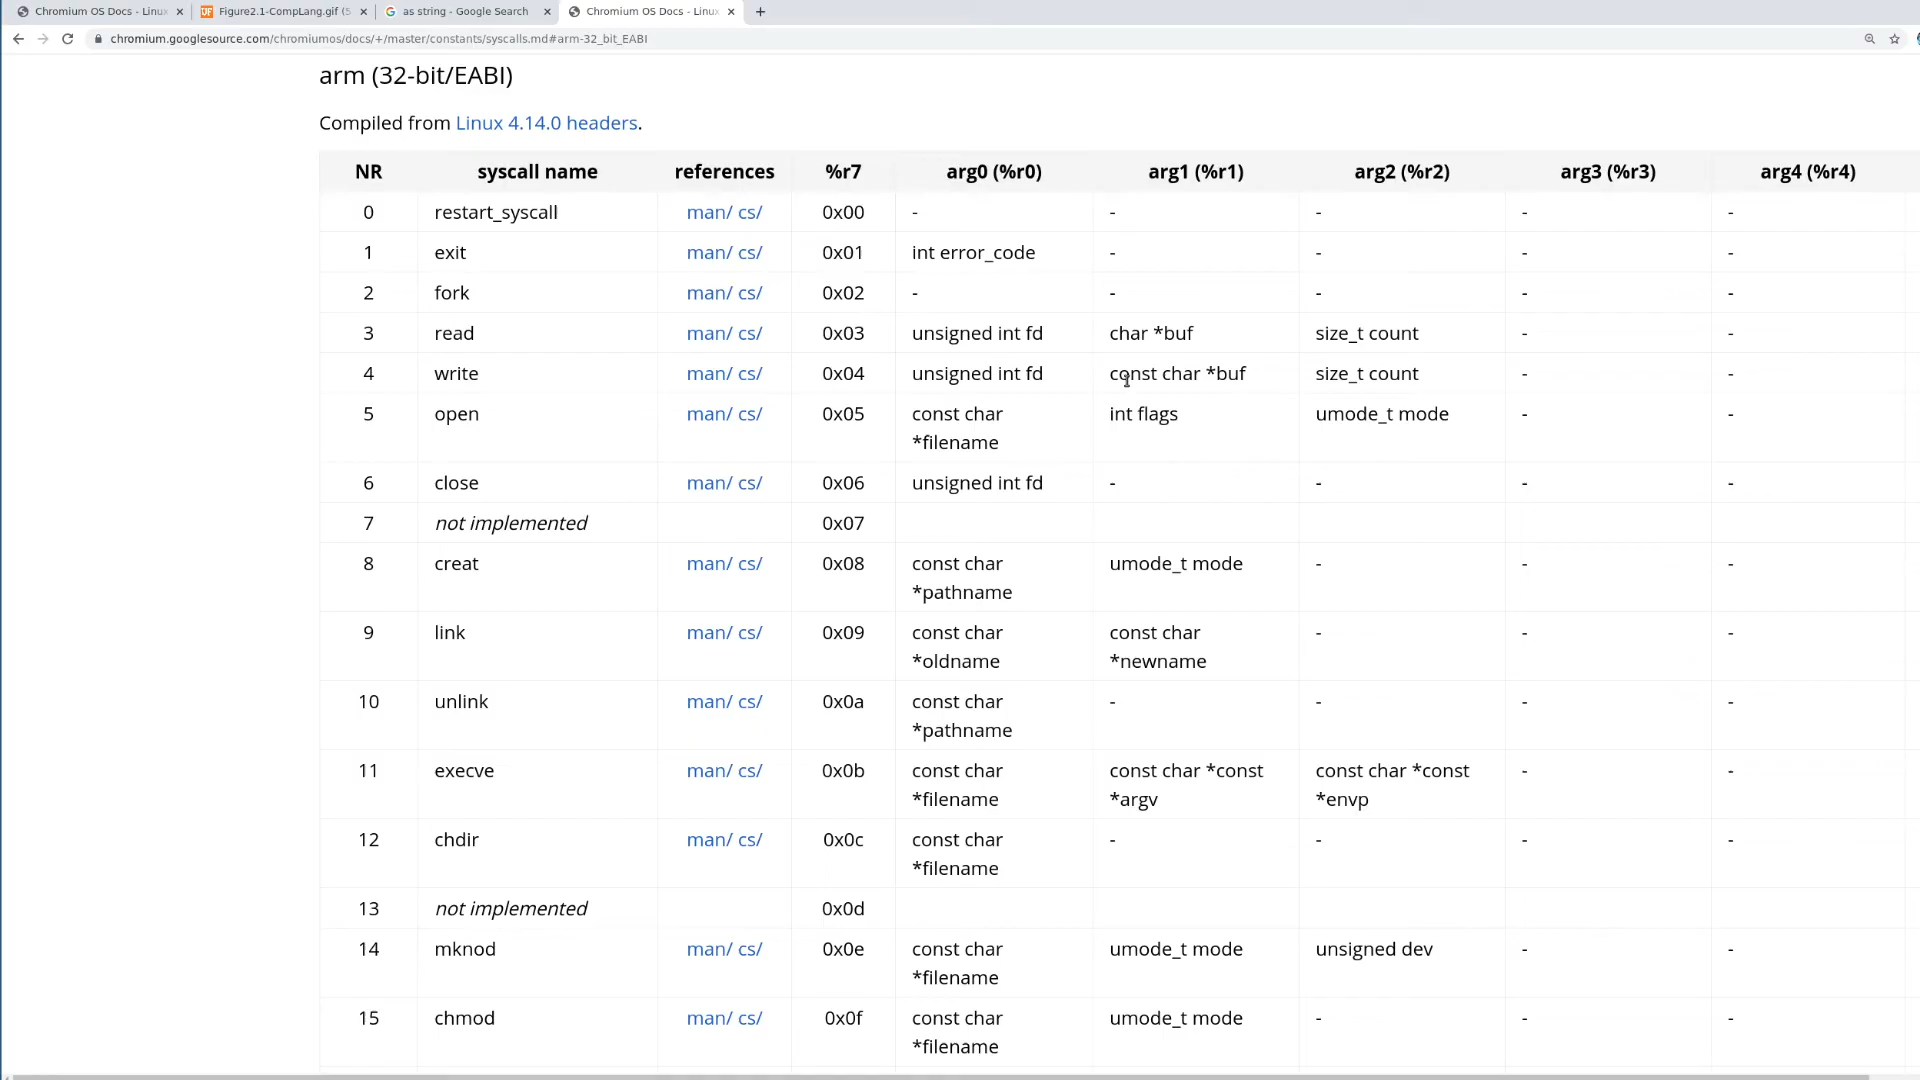 Chromium OS Docs - Linux
Figure2.1-CompLang.gif (5
as string - Google Search
Chromium OS Docs - Linux
chromium.googlesource.com/chromiumos/docs/+/master/constants/syscalls.md#arm-32_bit_EABI
arm (32-bit/EABI)
Compiled from Linux 4.14.0 headers.
NR syscall name references %r7 arg0 (%r0) arg1 (%r1) arg2 (%r2) arg3 (%r3) arg4 (%r4)
0 restart_syscall man/ cs/ 0x00 - - - - -
1 exit man/ cs/ 0x01 int error_code - - - -
2 fork man/ cs/ 0x02 - - - - -
3 read man/ cs/ 0x03 unsigned int fd char *buf size_t count - -
4 write man/ cs/ 0x04 unsigned int fd const char *buf size_t count - -
5 open man/ cs/ 0x05 const char int flags umode_t mode - -
*filename
6 close man/ cs/ 0x06 unsigned int fd - - - -
7 not implemented 0x07
8 creat man/ cs/ 0x08 const char umode_t mode - - -
*pathname
9 link man/ cs/ 0x09 const char const char - - -
*oldname *newname
10 unlink man/ cs/ 0x0a const char - - - -
*pathname
11 execve man/ cs/ 0x0b const char const char *const const char *const - -
*filename *argv *envp
12 chdir man/ cs/ 0x0c const char - - - -
*filename
13 not implemented 0x0d
14 mknod man/ cs/ 0x0e const char umode_t mode unsigned dev - -
*filename
15 chmod man/ cs/ 0x0f const char umode_t mode - - -
*filename